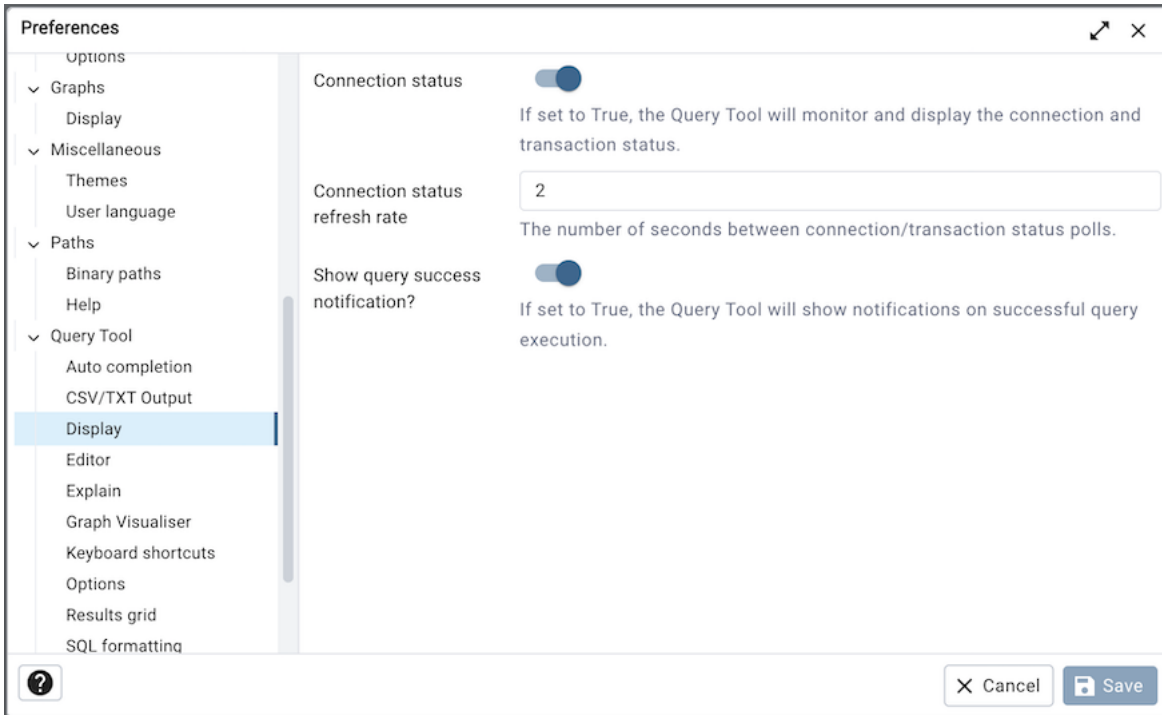 Preferences
Options
Graphs
Display
Miscellaneous
Themes
User language
Paths
Binary paths
Help
Query Tool
Auto completion
CSV/TXT Output
Display
Editor
Explain
Graph Visualiser
Keyboard shortcuts
Options
Results grid
SQL formatting
Connection status
If set to True, the Query Tool will monitor and display the connection and
transaction status.
Connection status
refresh rate
2
The number of seconds between connection/transaction status polls.
Show query success
notification?
If set to True, the Query Tool will show notifications on successful query
execution.
?
Cancel
Save